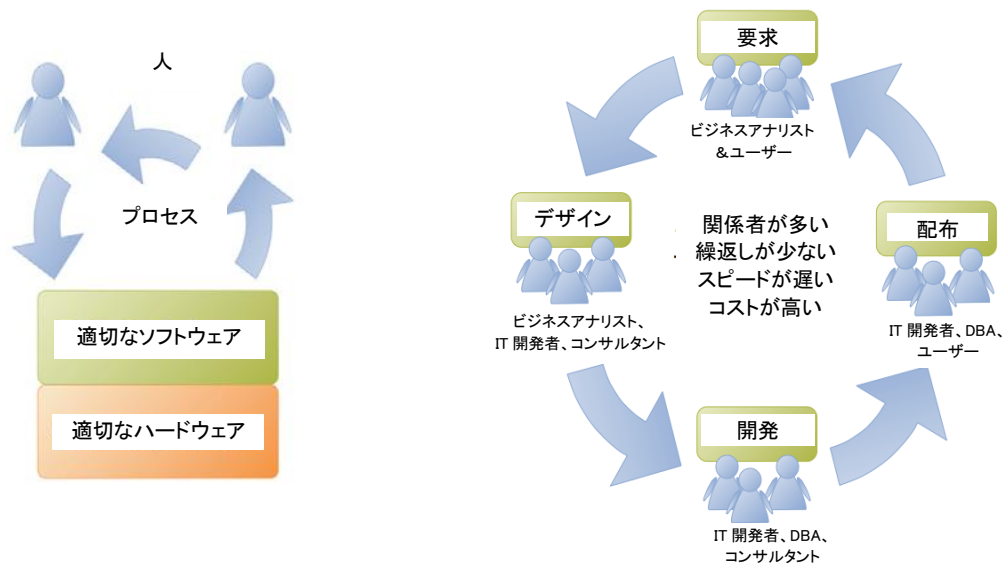 人
プロセス
適切なソフトウェア
適切なハードウェア
要求
ビジネスアナリスト
&ユーザー
デザイン
ビジネスアナリスト、
IT 開発者、コンサルタント
関係者が多い
繰返しが少ない
スピードが遅い
コストが高い
配布
IT 開発者、DBA、
ユーザー
開発
IT 開発者、DBA、
コンサルタント